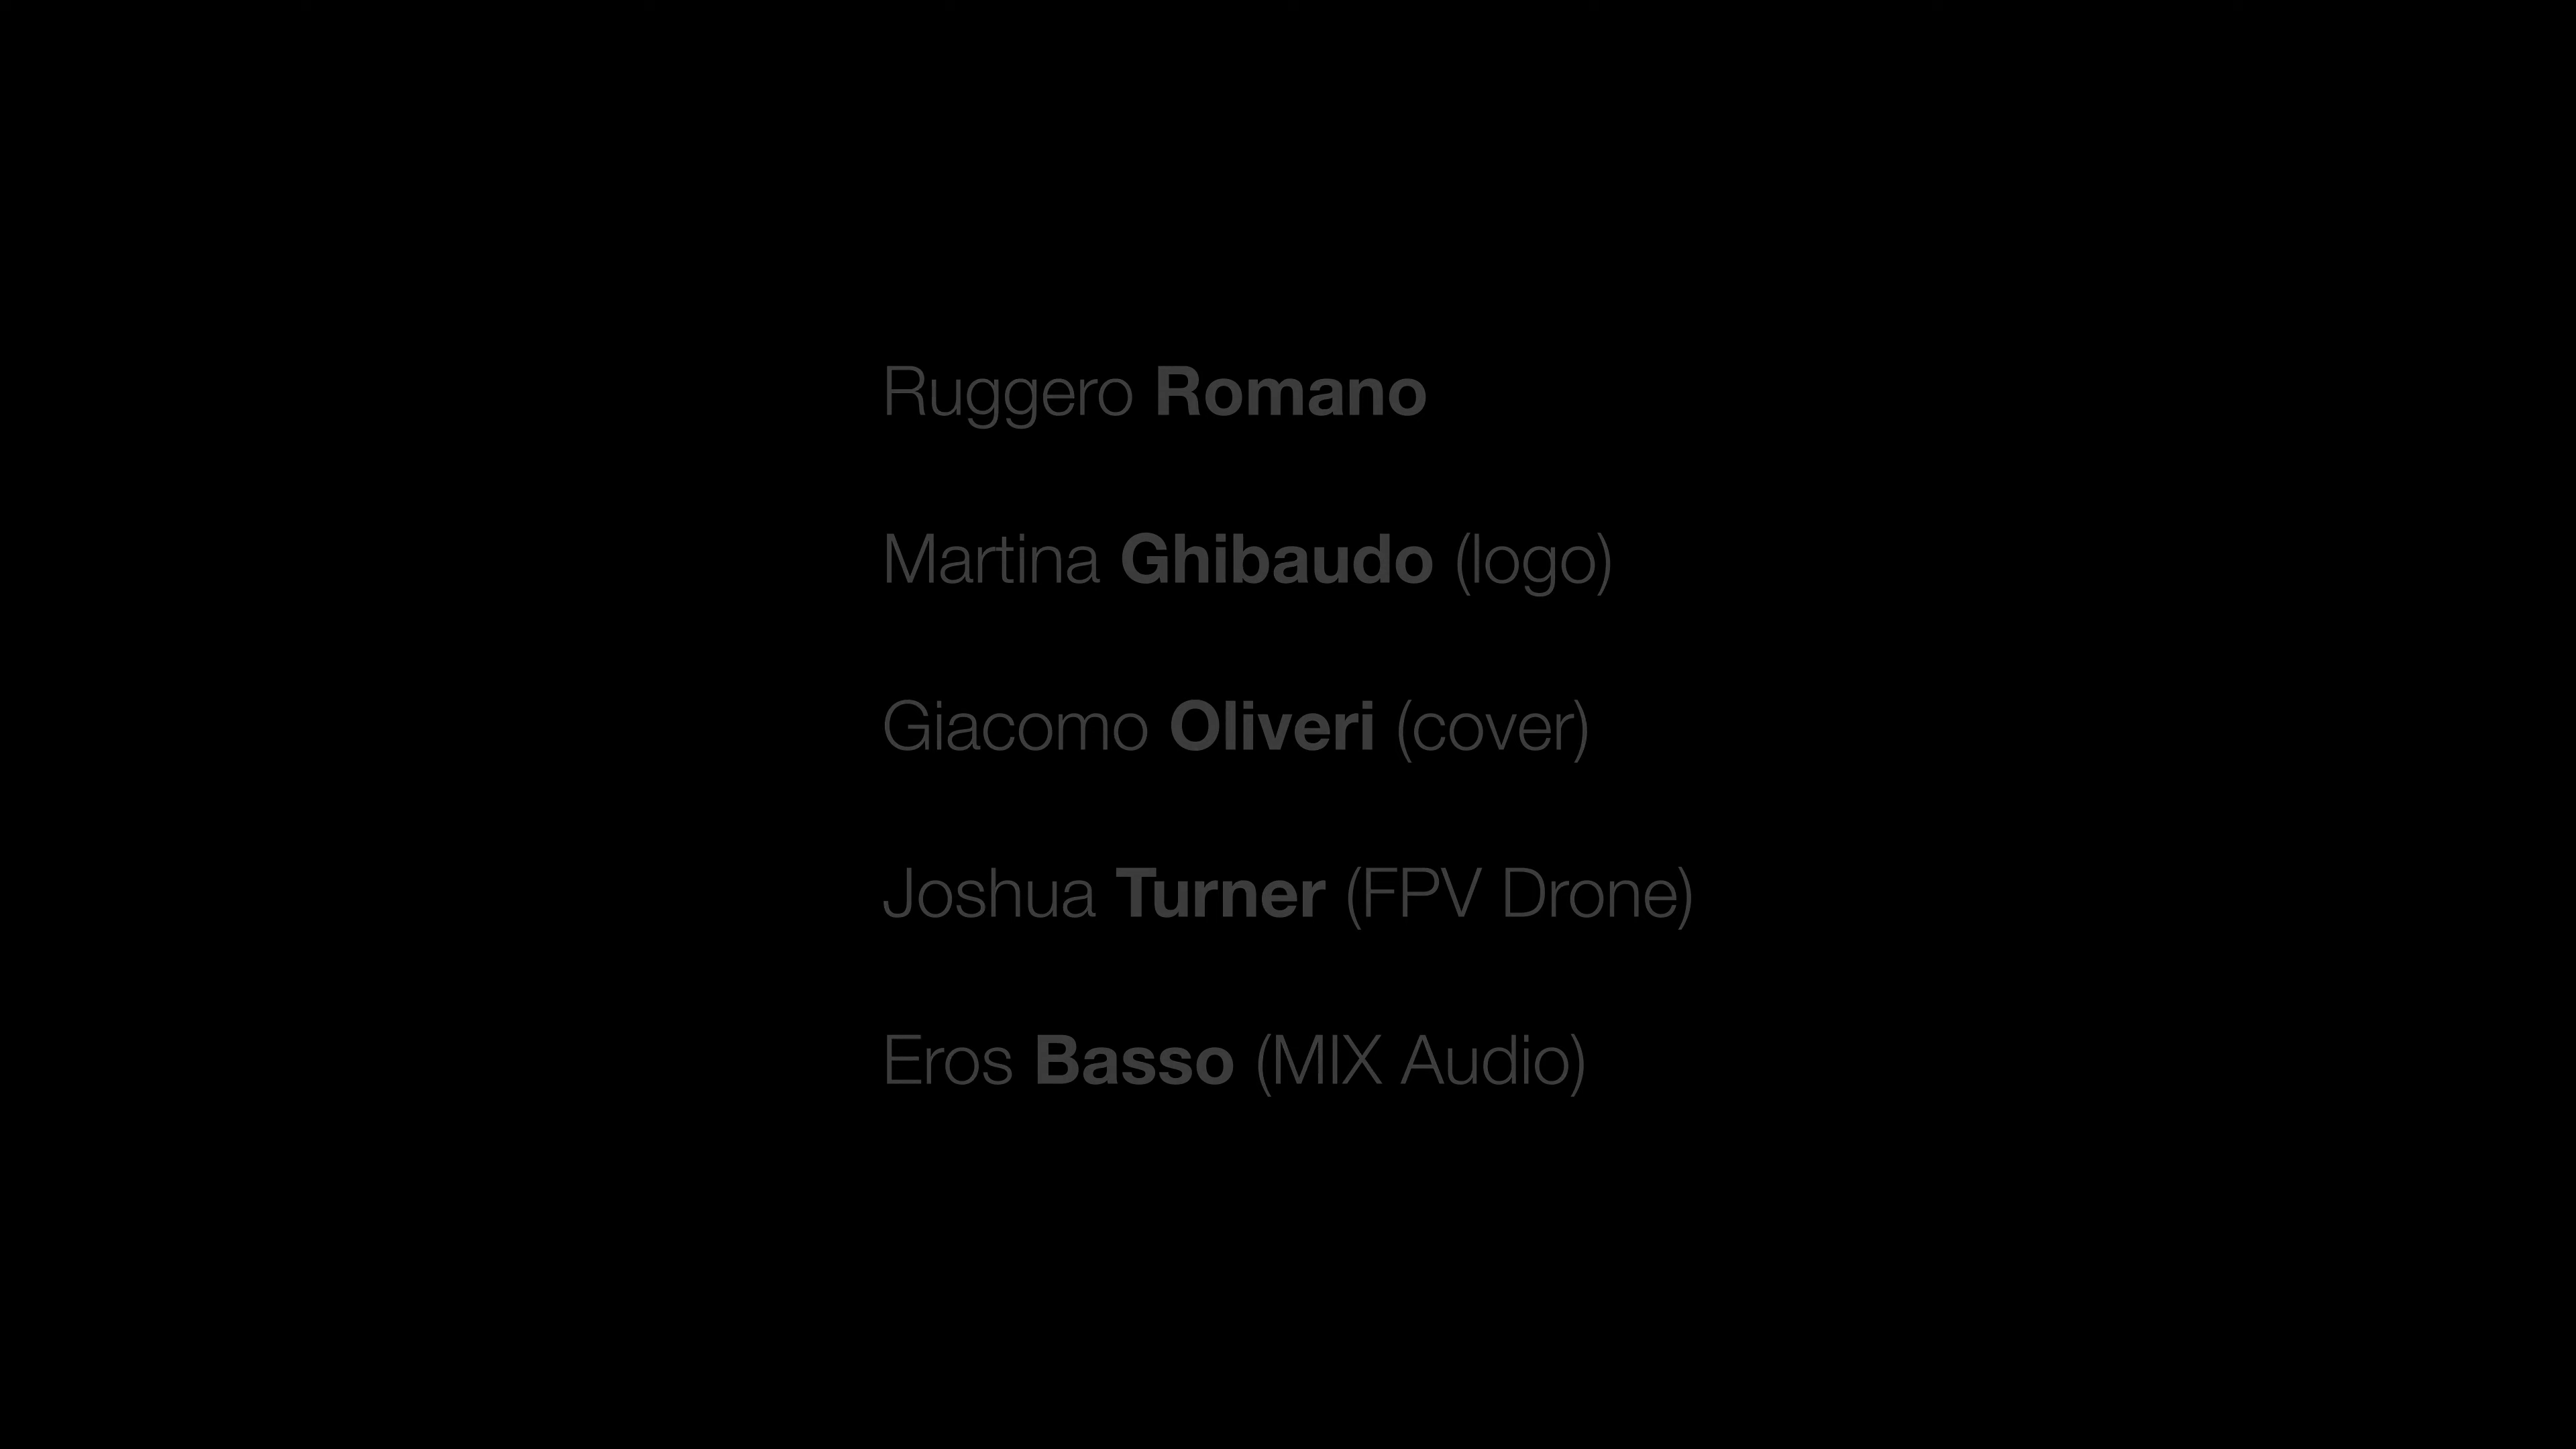 Ruggero Romano
Martina Ghibaudo (logo)
Giacomo Oliveri (cover)
Joshua Turner (FPV Drone)
Eros Basso (MIX Audio)